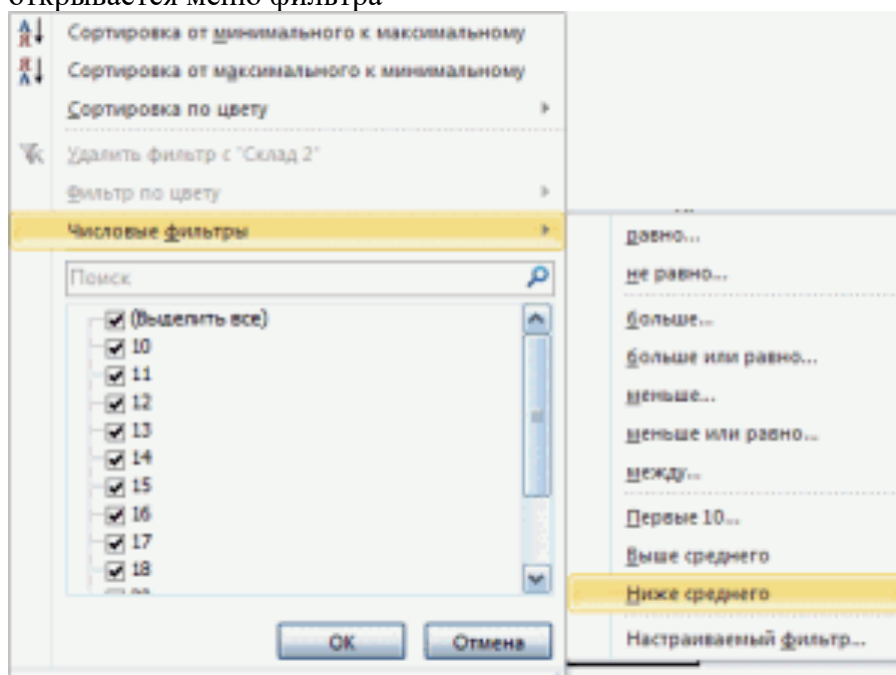 открывается меню фильтра
Сортировка от минимального к максимальному
Сортировка от максимального к минимальному
Сортировка по цвету
Удалить фильтр с "Склад 2"
Фильтр по цвету
Числовые фильтры
Поиск
(Выделить все)
10
11
12
13
14
15
16
17
18
ОК
Отмена
равно...
не равно...
больше...
больше или равно...
меньше...
меньше или равно...
между...
Первые 10...
Выше среднего
Ниже среднего
Настраиваемый фильтр...